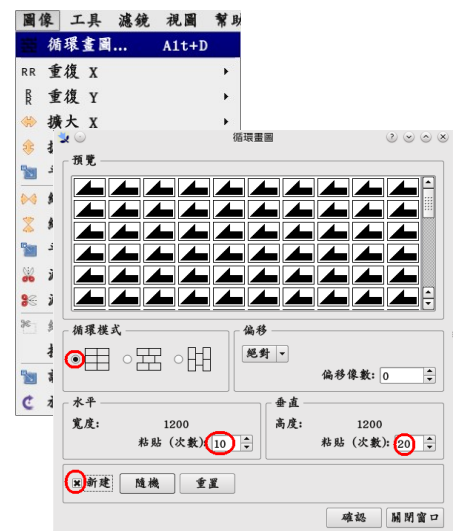 圖像 工具 濾鏡 視圖 幫助
循環畫圖... Alt+D
RR 重復 X
RR 重復 Y
擴大 X
循環畫圖
預覽
循環模式
偏移
絕對
偏移像數: 0
水平
寬度: 1200
粘貼 (次數): 10
垂直
高度: 1200
粘貼 (次數): 20
新建 隨機 重置
確認 關閉窗口